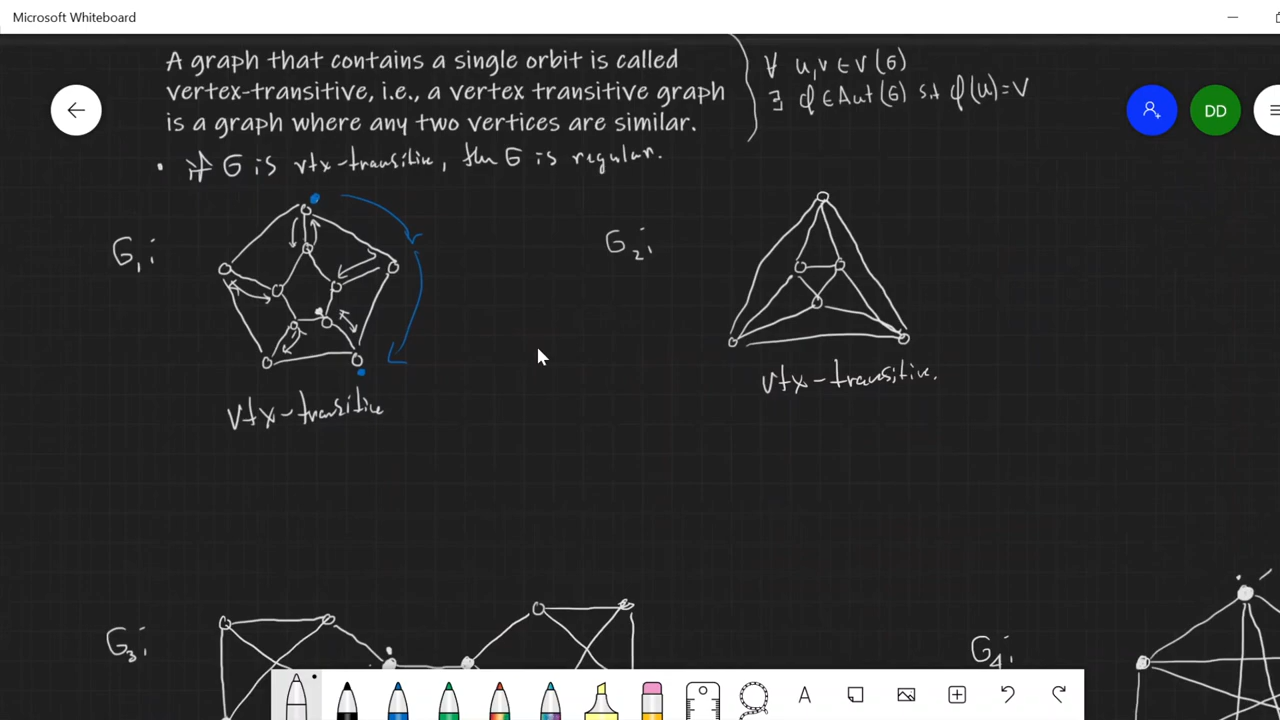 Microsoft Whiteboard
A graph that contains a single orbit is called
vertex-transitive, i.e., a vertex transitive graph
is a graph where any two vertices are similar.
∀ u,v ∈ V(G)
∃ φ ∈ Aut(G) s.t φ(u)=v
DD
• if G is vtx-transitive, the G is regular.
G₁:
G₂:
vtx-transitive
vtx-transitive.
G₃:
G₄:
A